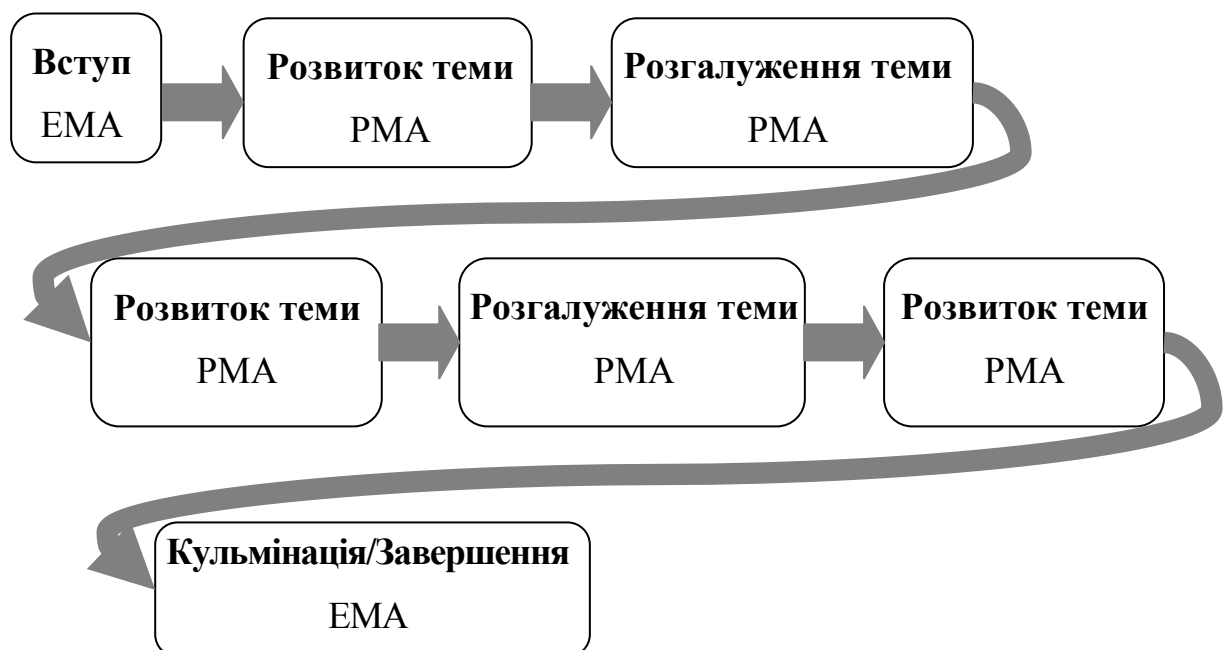 Вступ
ЕМА
Розвиток теми
РМА
Розгалуження теми
РМА
Розвиток теми
РМА
Розгалуження теми
РМА
Розвиток теми
РМА
Кульмінація/Завершення
ЕМА